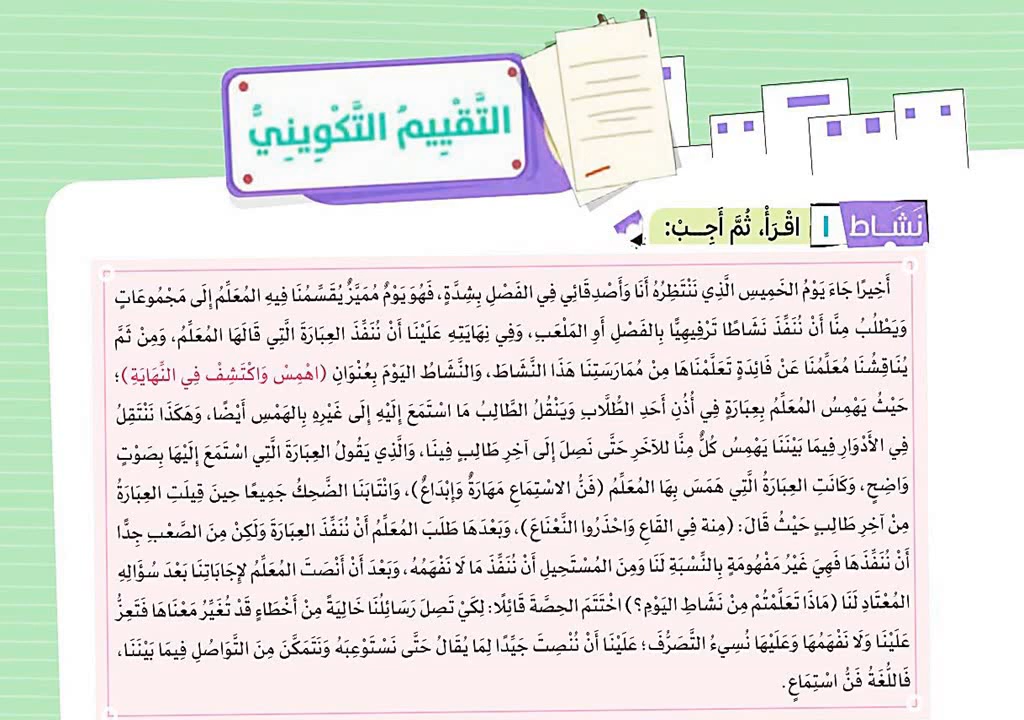 التَّقْيِيمُ التَّكْوِينِيُّ
نَشَـاط ١ اقْرَأْ، ثُمَّ أَجِــبْ:
أَخِيرًا جَاءَ يَوْمُ الخَمِيسِ الَّذِي نَنْتَظِرُهُ أَنَا وَأَصْدِقَائِي فِي الفَصْلِ بِشِدَّةٍ، فَهُوَ يَوْمٌ مُمَيَّزٌ يُقَسِّمُنَا فِيهِ المُعَلِّمُ إِلَى مَجْمُوعَاتٍ
وَيَطْلُبُ مِنَّا أَنْ نُنَفِّذَ نَشَاطًا تَرْفِيهِيًّا بِالفَصْلِ أَوِ المَلْعَبِ، وَفِي نِهَايَتِهِ عَلَيْنَا أَنْ نُنَفِّذَ العِبَارَةَ الَّتِي قَالَهَا المُعَلِّمُ، وَمِنْ ثَمَّ
يُنَاقِشُنَا مُعَلِّمُنَا عَنْ فَائِدَةٍ تَعَلَّمْنَاهَا مِنْ مُمَارَسَتِنَا هَذَا النَّشَاطَ، وَالنَّشَاطُ اليَوْمَ بِعُنْوَانِ (اهْمِسْ وَاكْتَشِفْ فِي النِّهَايَةِ)؛
حَيْثُ يَهْمِسُ المُعَلِّمُ بِعِبَارَةٍ فِي أُذُنِ أَحَدِ الطُّلَّابِ وَيَنْقُلُ الطَّالِبُ مَا اسْتَمَعَ إِلَيْهِ إِلَى غَيْرِهِ بِالهَمْسِ أَيْضًا، وَهَكَذَا نَنْتَقِلُ
فِي الأَدْوَارِ فِيمَا بَيْنَنَا يَهْمِسُ كُلٌّ مِنَّا لِلآخَرِ حَتَّى نَصِلَ إِلَى آخِرِ طَالِبٍ فِينَا، وَالَّذِي يَقُولُ العِبَارَةَ الَّتِي اسْتَمَعَ إِلَيْهَا بِصَوْتٍ
وَاضِحٍ، وَكَانَتِ العِبَارَةُ الَّتِي هَمَسَ بِهَا المُعَلِّمُ (فَنُّ الاسْتِمَاعِ مَهَارَةٌ وَإِبْدَاعٌ)، وَانْتَابَنَا الضَّحِكُ جَمِيعًا حِينَ قِيلَتِ العِبَارَةُ
مِنْ آخِرِ طَالِبٍ حَيْثُ قَالَ: (مِنة فِي القَاعِ وَاحْذَرُوا النَّعْنَاعَ)، وَبَعْدَهَا طَلَبَ المُعَلِّمُ أَنْ نُنَفِّذَ العِبَارَةَ وَلَكِنْ مِنَ الصَّعْبِ جِدًّا
أَنْ نُنَفِّذَهَا فَهِيَ غَيْرُ مَفْهُومَةٍ بِالنِّسْبَةِ لَنَا وَمِنَ المُسْتَحِيلِ أَنْ نُنَفِّذَ مَا لَا نَفْهَمُهُ، وَبَعْدَ أَنْ أَنْصَتَ المُعَلِّمُ لِإِجَابَاتِنَا بَعْدَ سُؤَالِهِ
المُعْتَادِ لَنَا (مَاذَا تَعَلَّمْتُمْ مِنْ نَشَاطِ اليَوْمِ؟) اخْتَتَمَ الحِصَّةَ قَائِلًا: لِكَيْ تَصِلَ رَسَائِلُنَا خَالِيَةً مِنْ أَخْطَاءٍ قَدْ تُغَيِّرُ مَعْنَاهَا فَتَعِزُّ
عَلَيْنَا وَلَا نَفْهَمُهَا وَعَلَيْهَا نُسِيءُ التَّصَرُّفَ؛ عَلَيْنَا أَنْ نُنْصِتَ جَيِّدًا لِمَا يُقَالُ حَتَّى نَسْتَوْعِبَهُ وَنَتَمَكَّنَ مِنَ التَّوَاصُلِ فِيمَا بَيْنَنَا،
فَاللُّغَةُ فَنُّ اسْتِمَاعٍ.